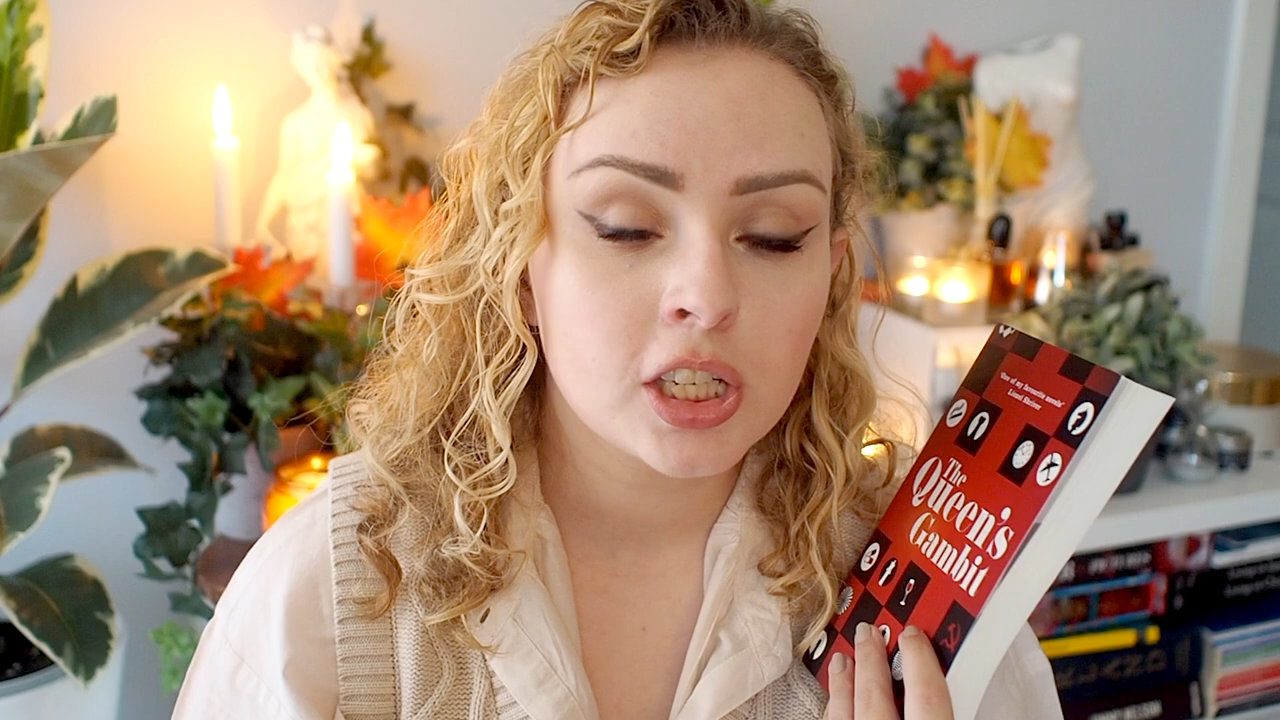 'One of my favourite novels'
Lionel Shriver
The
Queen's
Gambit